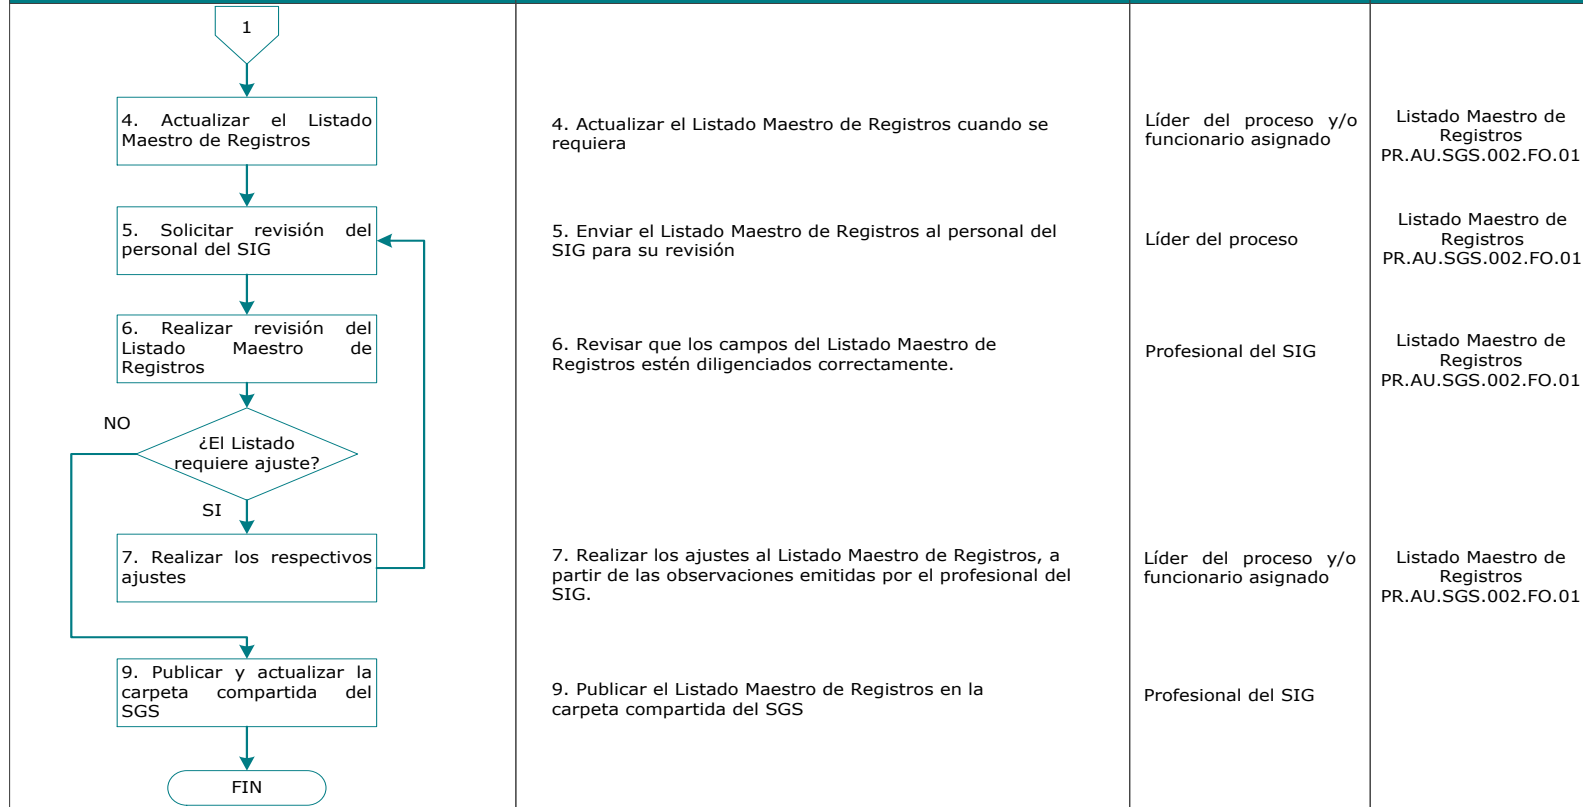 1
4. Actualizar el Listado
Maestro de Registros
4. Actualizar el Listado Maestro de Registros cuando se
requiera
Líder del proceso y/o
funcionario asignado
Listado Maestro de
Registros
PR.AU.SGS.002.FO.01
5. Solicitar revisión del
personal del SIG
5. Enviar el Listado Maestro de Registros al personal del
SIG para su revisión
Líder del proceso
Listado Maestro de
Registros
PR.AU.SGS.002.FO.01
6. Realizar revisión del
Listado Maestro de
Registros
6. Revisar que los campos del Listado Maestro de
Registros estén diligenciados correctamente.
Profesional del SIG
Listado Maestro de
Registros
PR.AU.SGS.002.FO.01
NO
¿El Listado
requiere ajuste?
SI
7. Realizar los respectivos
ajustes
7. Realizar los ajustes al Listado Maestro de Registros, a
partir de las observaciones emitidas por el profesional del
SIG.
Líder del proceso y/o
funcionario asignado
Listado Maestro de
Registros
PR.AU.SGS.002.FO.01
9. Publicar y actualizar la
carpeta compartida del
SGS
9. Publicar el Listado Maestro de Registros en la
carpeta compartida del SGS
Profesional del SIG
FIN